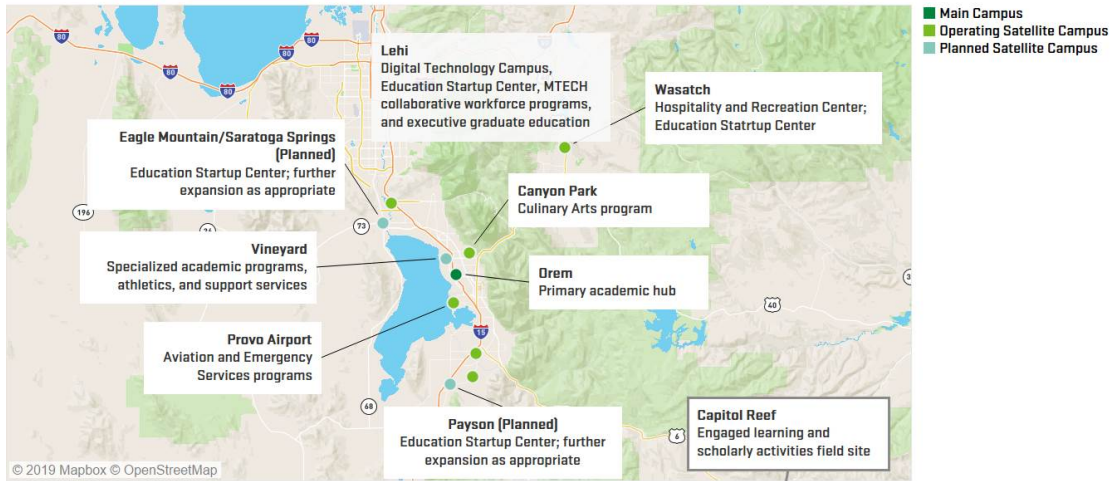 Main Campus
Operating Satellite Campus
Planned Satellite Campus
80
80
80
80
80
Lehi
Digital Technology Campus,
Education Startup Center, MTECH
collaborative workforce programs,
and executive graduate education
Wasatch
Hospitality and Recreation Center;
Education Statrtup Center
Eagle Mountain/Saratoga Springs
(Planned)
Education Startup Center; further
expansion as appropriate
Canyon Park
Culinary Arts program
196
73
Vineyard
Specialized academic programs,
athletics, and support services
Orem
Primary academic hub
40
Provo Airport
Aviation and Emergency
Services programs
15
68
Payson (Planned)
Education Startup Center; further
expansion as appropriate
6
Capitol Reef
Engaged learning and
scholarly activities field site
© 2019 Mapbox © OpenStreetMap